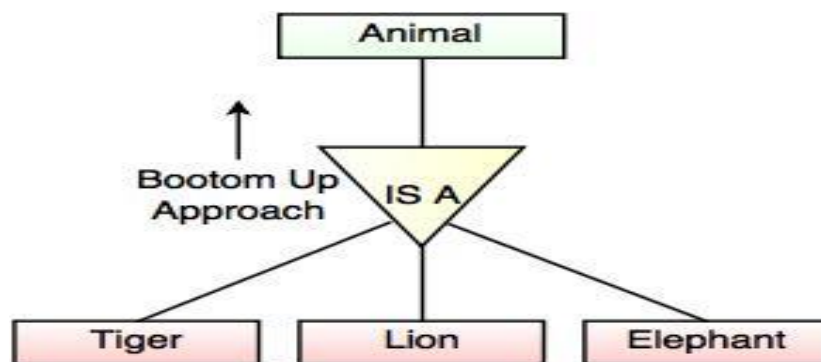 Animal
Bootom Up
Approach
IS A
Tiger
Lion
Elephant